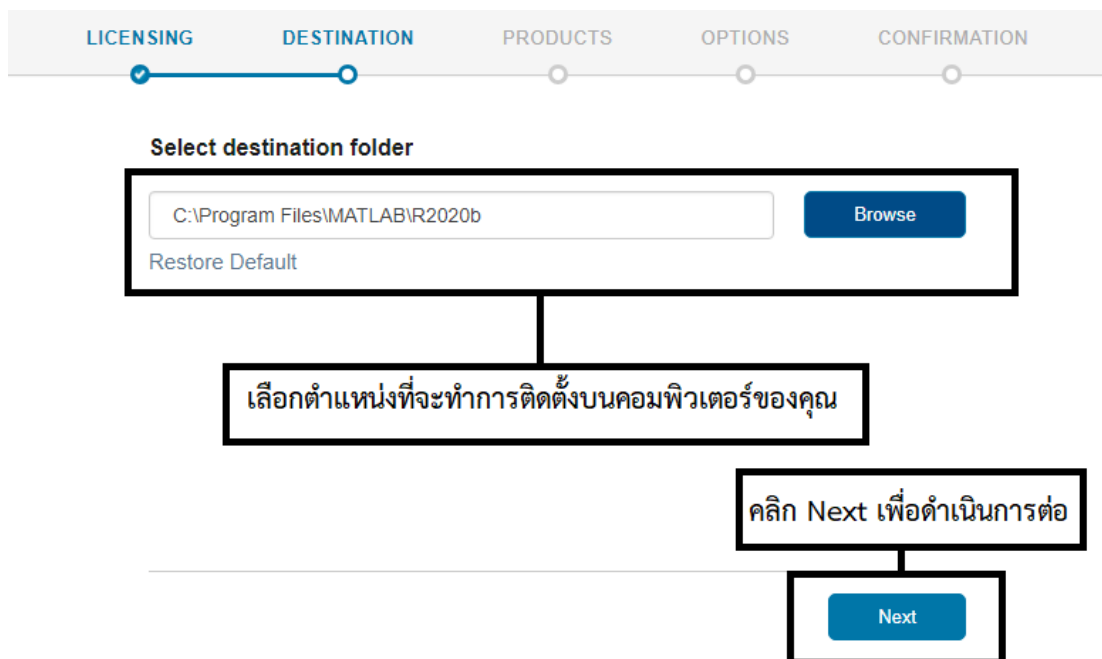 LICENSING DESTINATION PRODUCTS OPTIONS CONFIRMATION
Select destination folder
C:\Program Files\MATLAB\R2020b Browse
Restore Default
เลือกตำแหน่งที่จะทำการติดตั้งบนคอมพิวเตอร์ของคุณ
คลิก Next เพื่อดำเนินการต่อ
Next